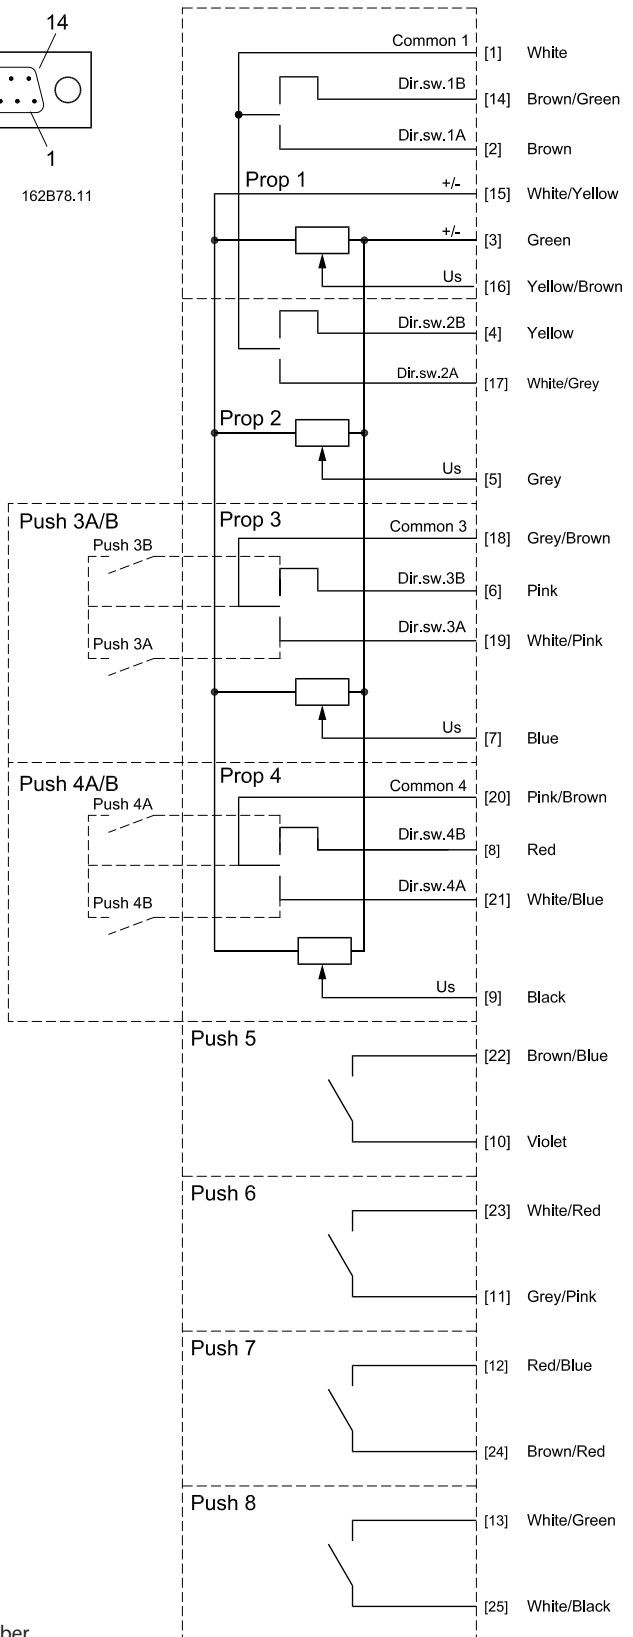 14
1
162B78.11
Common 1 [1] White
Dir.sw.1B [14] Brown/Green
Dir.sw.1A [2] Brown
Prop 1 +/- [15] White/Yellow
+/- [3] Green
Us [16] Yellow/Brown
Dir.sw.2B [4] Yellow
Dir.sw.2A [17] White/Grey
Prop 2
Us [5] Grey
Push 3A/B Prop 3 Common 3 [18] Grey/Brown
Push 3B
Dir.sw.3B [6] Pink
Push 3A Dir.sw.3A [19] White/Pink
Us [7] Blue
Push 4A/B Prop 4 Common 4 [20] Pink/Brown
Push 4A
Dir.sw.4B [8] Red
Push 4B Dir.sw.4A [21] White/Blue
Us [9] Black
Push 5
[22] Brown/Blue
[10] Violet
Push 6
[23] White/Red
[11] Grey/Pink
Push 7
[12] Red/Blue
[24] Brown/Red
Push 8
[13] White/Green
[25] White/Black
ber